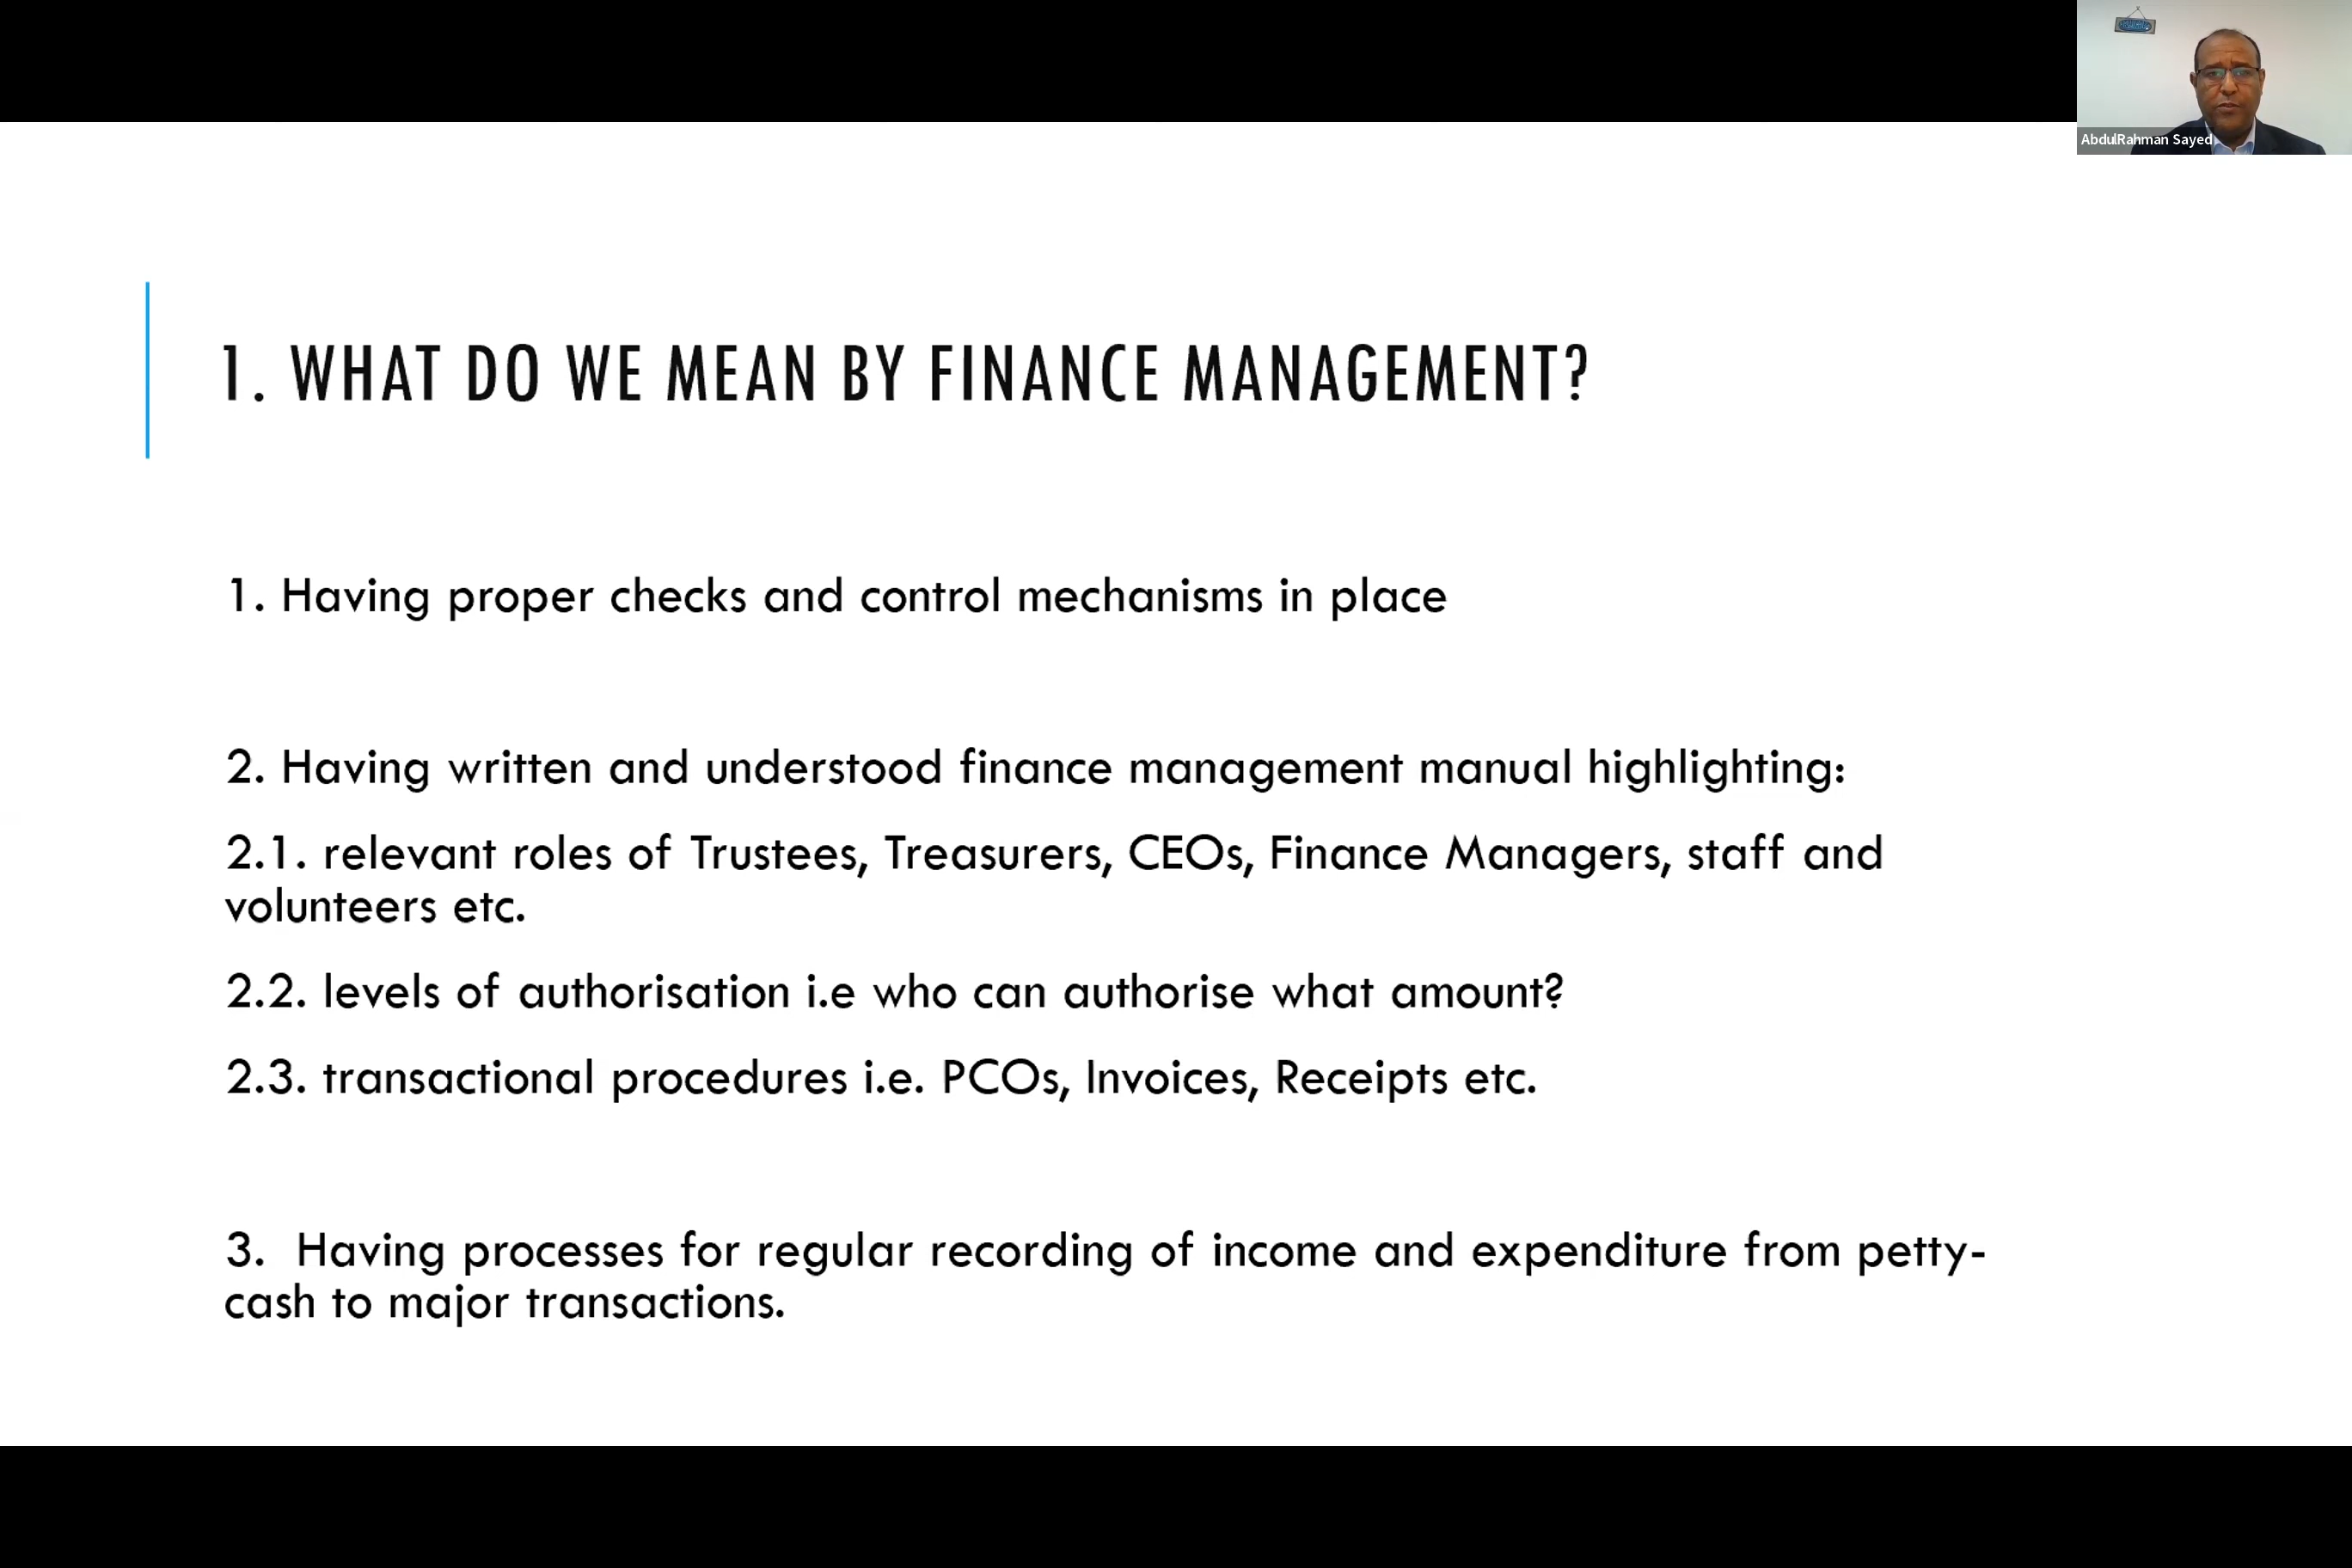 AbdulRahman Sayed
1. WHAT DO WE MEAN BY FINANCE MANAGEMENT?
1. Having proper checks and control mechanisms in place
2. Having written and understood finance management manual highlighting:
2.1. relevant roles of Trustees, Treasurers, CEOs, Finance Managers, staff and
volunteers etc.
2.2. levels of authorisation i.e who can authorise what amount?
2.3. transactional procedures i.e. PCOs, Invoices, Receipts etc.
3.  Having processes for regular recording of income and expenditure from petty-
cash to major transactions.